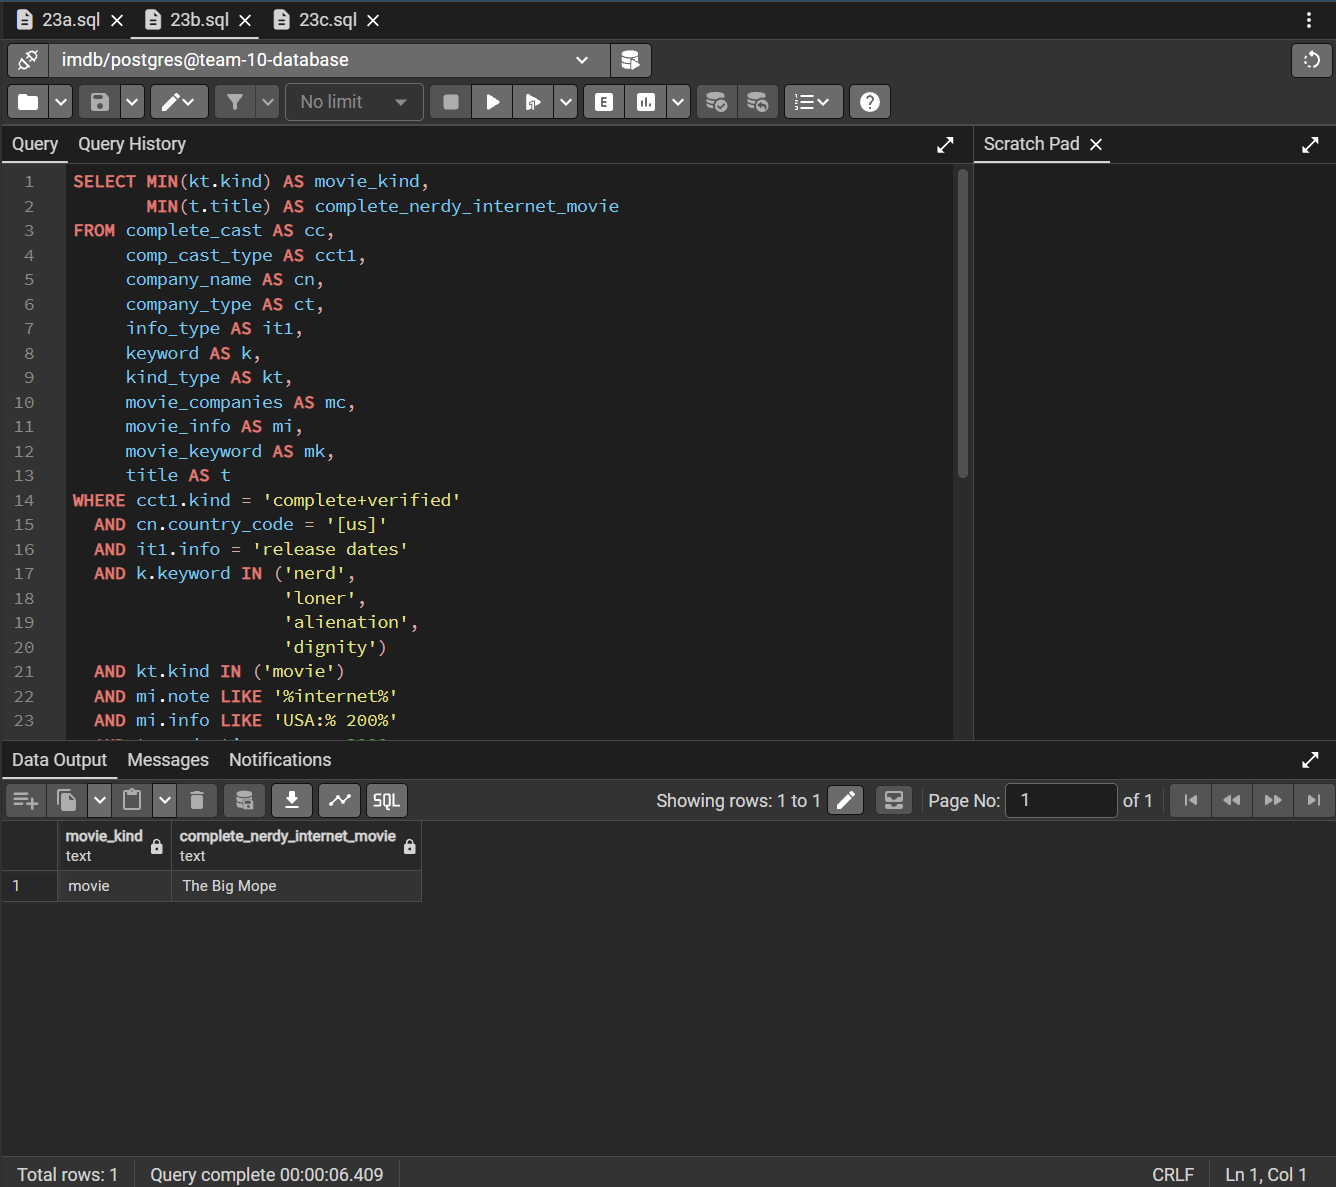 23a.sql 23b.sql 23c.sql
imdb/postgres@team-10-database
No limit E
Query Query History Scratch Pad
1 SELECT MIN(kt.kind) AS movie_kind,
2 MIN(t.title) AS complete_nerdy_internet_movie
3 FROM complete_cast AS cc,
4 comp_cast_type AS cct1,
5 company_name AS cn,
6 company_type AS ct,
7 info_type AS it1,
8 keyword AS k,
9 kind_type AS kt,
10 movie_companies AS mc,
11 movie_info AS mi,
12 movie_keyword AS mk,
13 title AS t
14 WHERE cct1.kind = 'complete+verified'
15 AND cn.country_code = '[us]'
16 AND it1.info = 'release dates'
17 AND k.keyword IN ('nerd',
18 'loner',
19 'alienation',
20 'dignity')
21 AND kt.kind IN ('movie')
22 AND mi.note LIKE '%internet%'
23 AND mi.info LIKE 'USA:% 200%'
Data Output Messages Notifications
SQL Showing rows: 1 to 1 Page No: 1 of 1
movie_kind complete_nerdy_internet_movie
text text
1 movie The Big Mope
Total rows: 1 Query complete 00:00:06.409 CRLF Ln 1, Col 1